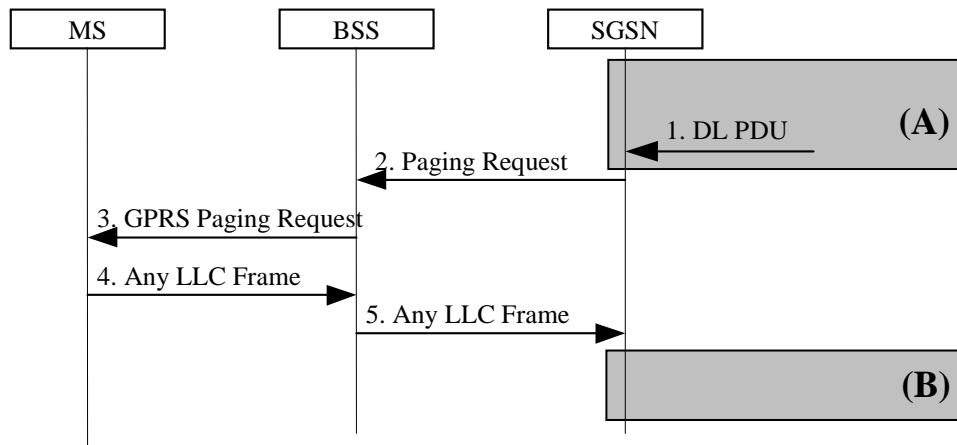 MS BSS SGSN
(A)
1. DL PDU
2. Paging Request
3. GPRS Paging Request
4. Any LLC Frame
5. Any LLC Frame
(B)